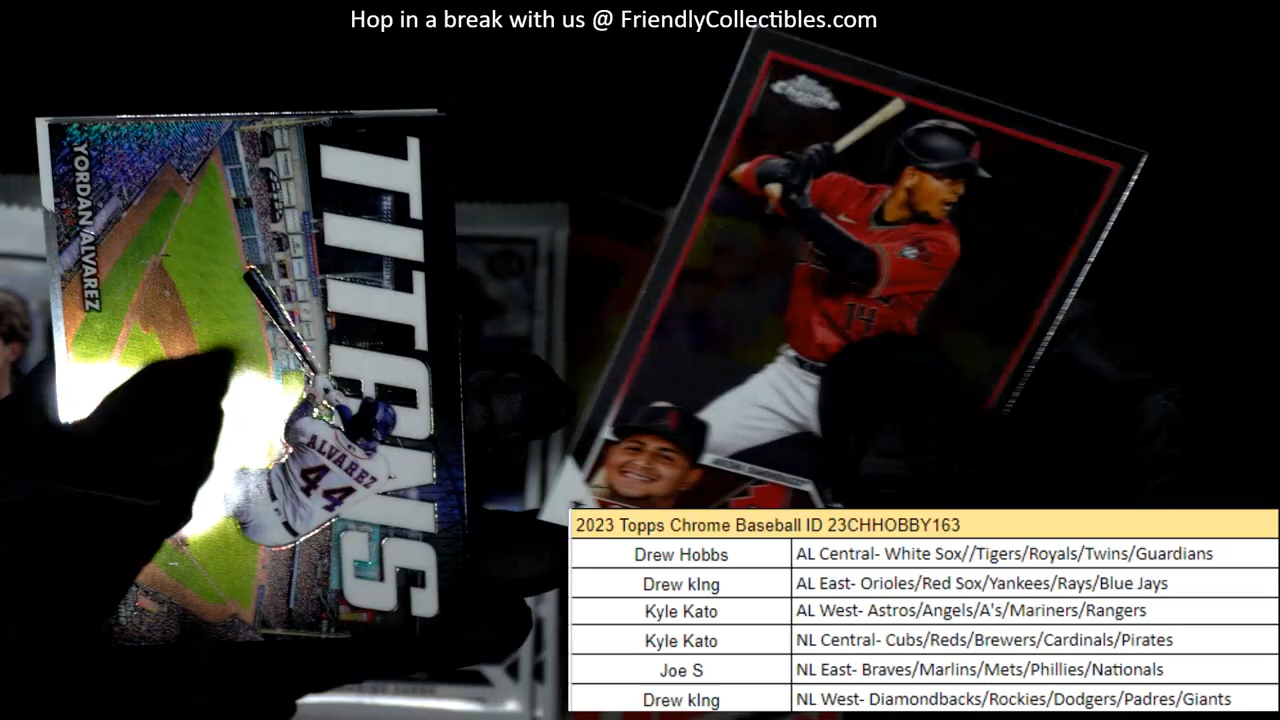 Hop in a break with us @ FriendlyCollectibles.com
YORDAN ALVAREZ
TITANS
ALVAREZ
44
14
2023 Topps Chrome Baseball ID 23CHHOBBY163
Drew Hobbs AL Central- White Sox//Tigers/Royals/Twins/Guardians
Drew kIng AL East- Orioles/Red Sox/Yankees/Rays/Blue Jays
Kyle Kato AL West- Astros/Angels/A's/Mariners/Rangers
Kyle Kato NL Central- Cubs/Reds/Brewers/Cardinals/Pirates
Joe S NL East- Braves/Marlins/Mets/Phillies/Nationals
Drew kIng NL West- Diamondbacks/Rockies/Dodgers/Padres/Giants